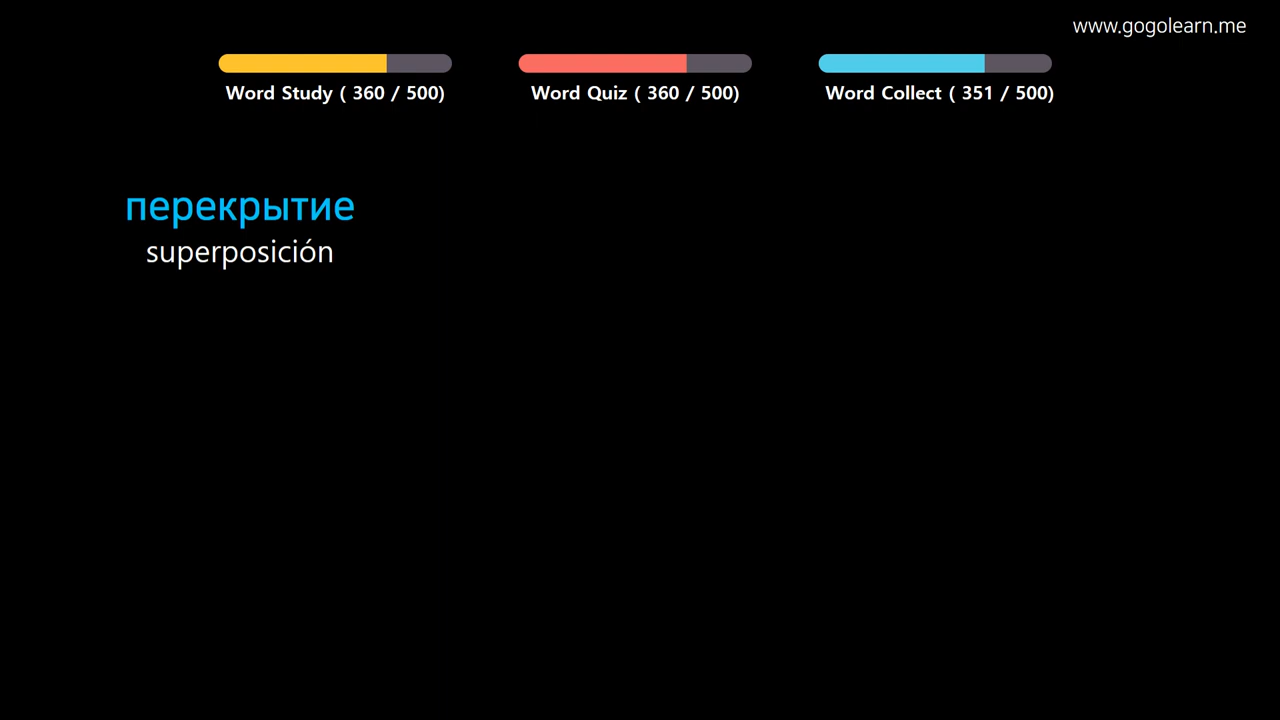 www.gogolearn.me
Word Study ( 360 / 500)
Word Quiz ( 360 / 500)
Word Collect ( 351 / 500)
перекрытие
superposición